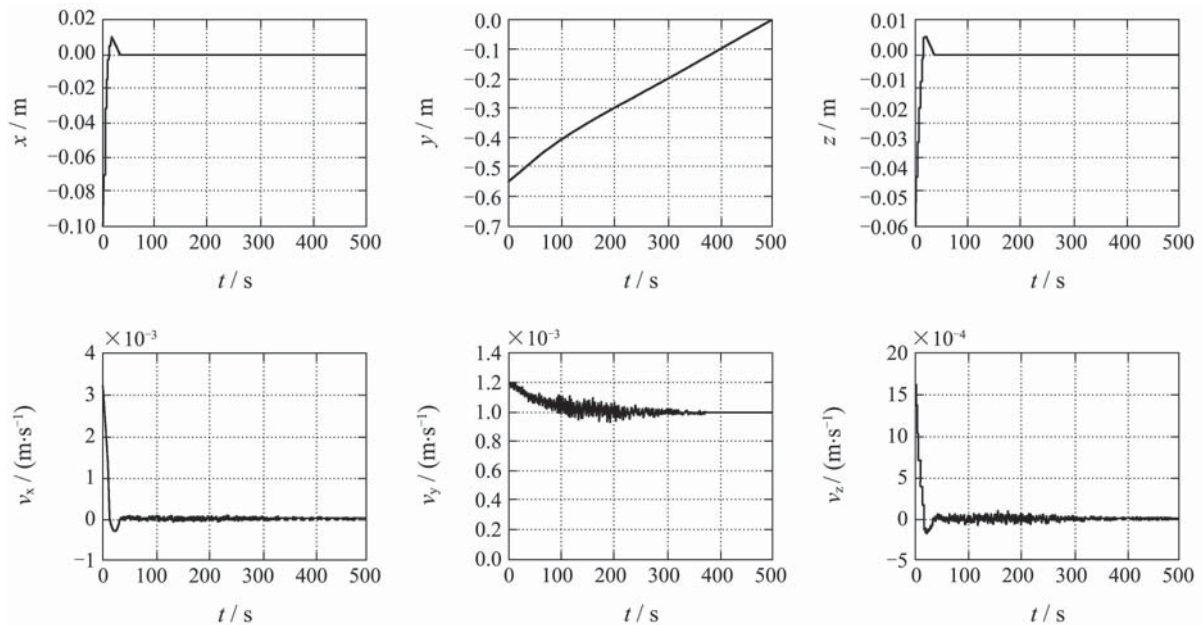 0.02
0.00
−0.02
−0.04
−0.06
−0.08
−0.10
x / m
0 100 200 300 400 500
t / s
0.0
−0.1
−0.2
−0.3
−0.4
−0.5
−0.6
−0.7
y / m
0 100 200 300 400 500
t / s
0.01
0.00
−0.01
−0.02
−0.03
−0.04
−0.05
−0.06
z / m
0 100 200 300 400 500
t / s
×10⁻³
4
3
2
1
0
−1
vₓ / (m·s⁻¹)
0 100 200 300 400 500
t / s
×10⁻³
1.4
1.2
1.0
0.8
0.6
0.4
0.2
0.0
v_y / (m·s⁻¹)
0 100 200 300 400 500
t / s
×10⁻⁴
20
15
10
5
0
−5
v_z / (m·s⁻¹)
0 100 200 300 400 500
t / s